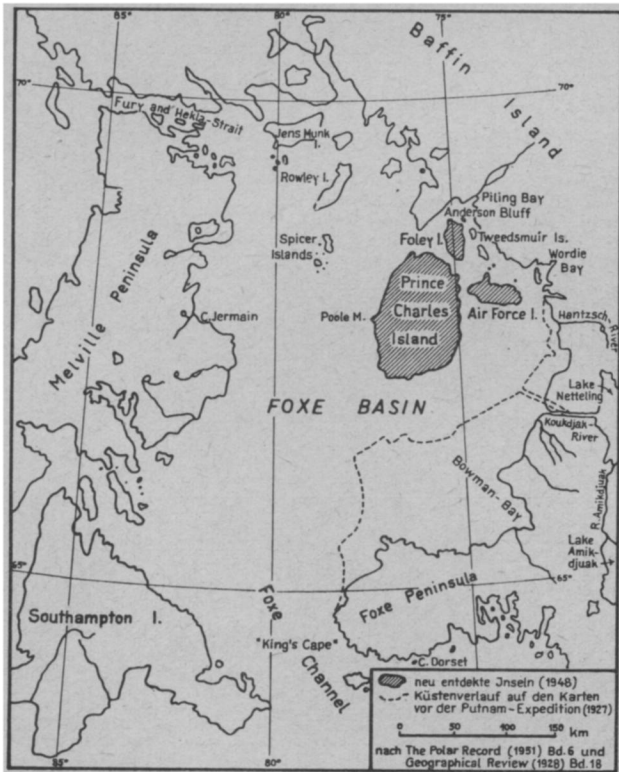 85°
80°
75°
Baffin
Island
70°
70°
Fury and Hekla-Strait
Jens Munk
I.
Rowley I.
Piling Bay
Anderson Bluff
Foley I.
Tweedsmuir Is.
Wordie
Bay
Spicer
Islands
Melville Peninsula
Prince
Charles
Island
Poole M.
Air Force I.
C. Jermain
Hantzsch
River
FOXE BASIN
Lake
Netteling
Koukdjak-
River
Bowman-Bay
R. Amikdjuak
Lake
Amik-
djuak
65°
65°
Foxe Peninsula
Southampton I.
Foxe
Channel
"King's Cape"
C. Dorset
neu entdekte Jnseln (1948)
Küstenverlauf auf den Karten
vor der Putnam-Expedition (1927)
0 50 100 150
km
nach The Polar Record (1951) Bd. 6 und
Geographical Review (1928) Bd. 18
85°
80°
75°